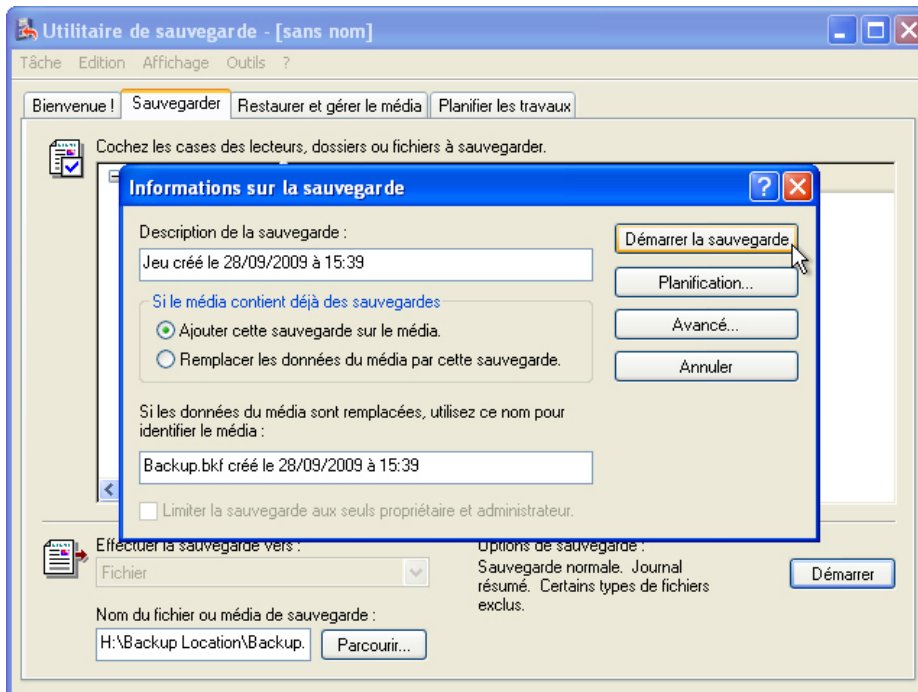 Utilitaire de sauvegarde - [sans nom]
Tâche Edition Affichage Outils ?
Bienvenue ! Sauvegarder Restaurer et gérer le média Planifier les travaux
Cochez les cases des lecteurs, dossiers ou fichiers à sauvegarder.
Informations sur la sauvegarde
Description de la sauvegarde :
Démarrer la sauvegarde
Jeu créé le 28/09/2009 à 15:39
Planification...
Si le média contient déjà des sauvegardes
Ajouter cette sauvegarde sur le média.
Avancé...
Remplacer les données du média par cette sauvegarde.
Annuler
Si les données du média sont remplacées, utilisez ce nom pour
identifier le média :
Backup.bkf créé le 28/09/2009 à 15:39
Limiter la sauvegarde aux seuls propriétaire et administrateur.
Effectuer la sauvegarde vers :
Fichier
Nom du fichier ou média de sauvegarde :
H:\Backup Location\Backup.
Parcourir...
Options de sauvegarde :
Sauvegarde normale. Journal
résumé. Certains types de fichiers
exclus.
Démarrer